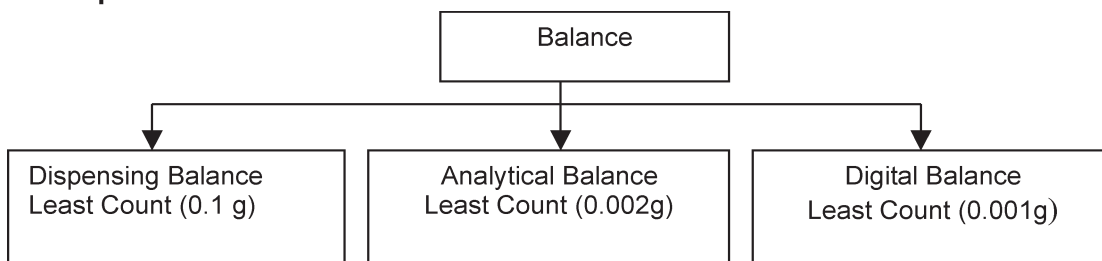 Balance
Dispensing Balance
Least Count (0.1 g)
Analytical Balance
Least Count (0.002g)
Digital Balance
Least Count (0.001g)